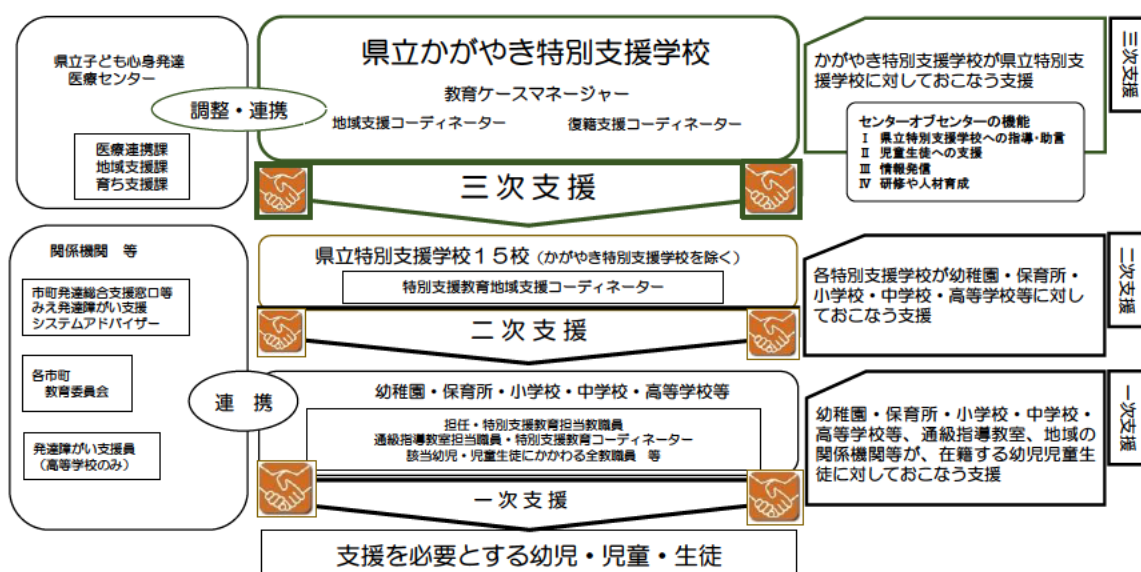 県立子ども心身発達
医療センター
調整・連携
医療連携課
地域支援課
育ち支援課
県立かがやき特別支援学校
教育ケースマネージャー
地域支援コーディネーター
復籍支援コーディネーター
三次支援
かがやき特別支援学校が県立特別支
援学校に対しておこなう支援
センターオブセンターの機能
Ⅰ 県立特別支援学校への指導・助言
Ⅱ 児童生徒への支援
Ⅲ 情報発信
Ⅳ 研修や人材育成
三次支援
関係機関 等
市町発達総合支援窓口等
みえ発達障がい支援
システムアドバイザー
各市町
教育委員会
発達障がい支援員
(高等学校のみ)
連 携
県立特別支援学校15校(かがやき特別支援学校を除く)
特別支援教育地域支援コーディネーター
二次支援
各特別支援学校が幼稚園・保育所・
小学校・中学校・高等学校等に対し
ておこなう支援
二次支援
幼稚園・保育所・小学校・中学校・高等学校等
担任・特別支援教育担当教職員
通級指導教室担当職員・特別支援教育コーディネーター
該当幼児・児童生徒にかかわる全教職員 等
一次支援
幼稚園・保育所・小学校・中学校・
高等学校等、通級指導教室、地域の
関係機関等が、在籍する幼児児童生
徒に対しておこなう支援
一次支援
支援を必要とする幼児・児童・生徒